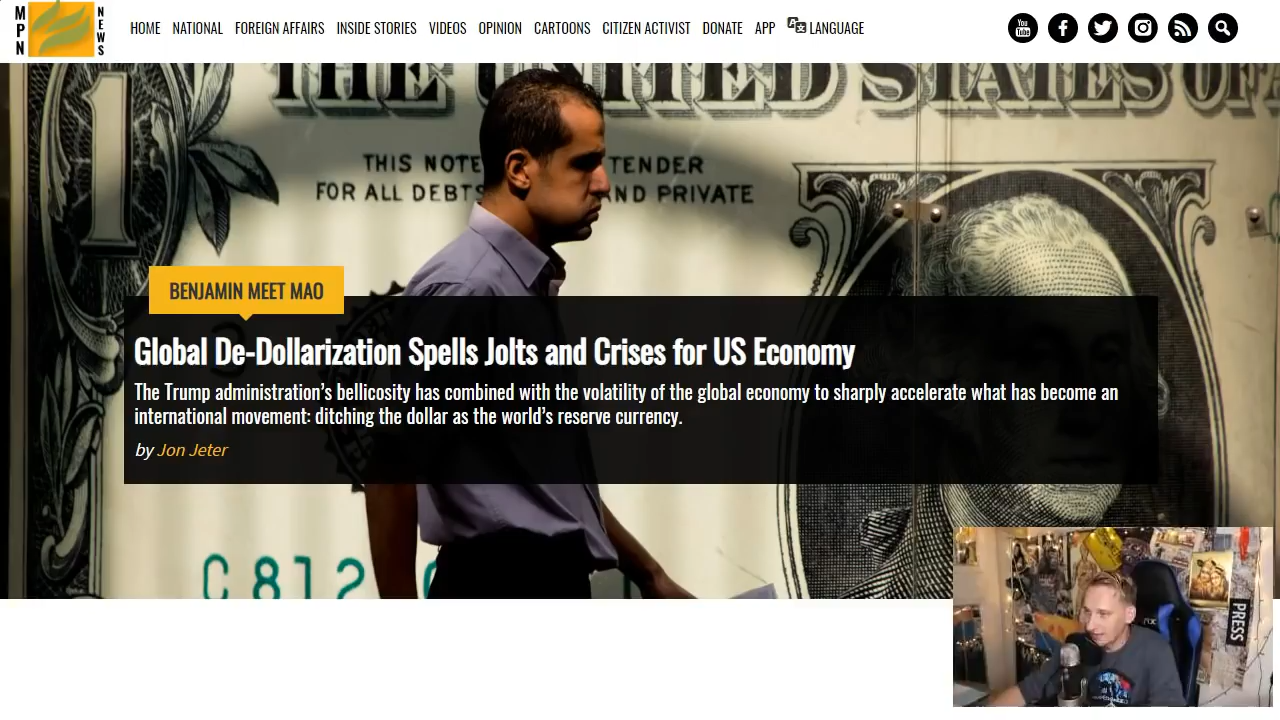 MPN
NEWS
HOME NATIONAL FOREIGN AFFAIRS INSIDE STORIES VIDEOS OPINION CARTOONS CITIZEN ACTIVIST DONATE APP LANGUAGE
You Tube
THE UNITED STATES OF A
1
THIS NOTE TENDER
FOR ALL DEBTS AND PRIVATE
BENJAMIN MEET MAO
Global De-Dollarization Spells Jolts and Crises for US Economy
The Trump administration’s bellicosity has combined with the volatility of the global economy to sharply accelerate what has become an
international movement: ditching the dollar as the world’s reserve currency.
by Jon Jeter
C 812
PRESS